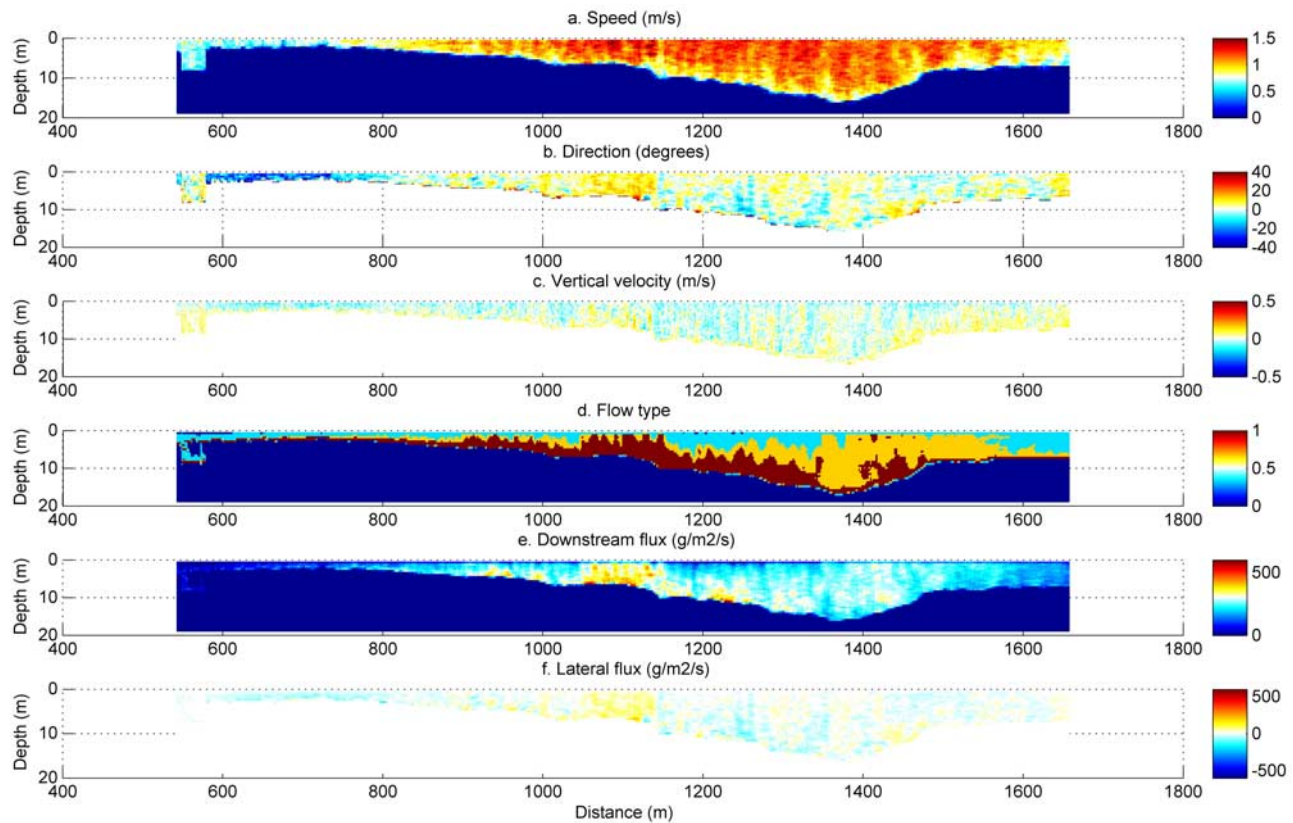 a. Speed (m/s)
Depth (m)
0
10
20
400 600 800 1000 1200 1400 1600 1800
1.5
1
0.5
0
b. Direction (degrees)
Depth (m)
0
10
20
400 600 800 1000 1200 1400 1600 1800
40
20
0
-20
-40
c. Vertical velocity (m/s)
Depth (m)
0
10
20
400 600 800 1000 1200 1400 1600 1800
0.5
0
-0.5
d. Flow type
Depth (m)
0
10
20
400 600 800 1000 1200 1400 1600 1800
1
0.5
0
e. Downstream flux (g/m2/s)
Depth (m)
0
10
20
400 600 800 1000 1200 1400 1600 1800
500
0
f. Lateral flux (g/m2/s)
Depth (m)
0
10
20
400 600 800 1000 1200 1400 1600 1800
500
0
-500
Distance (m)